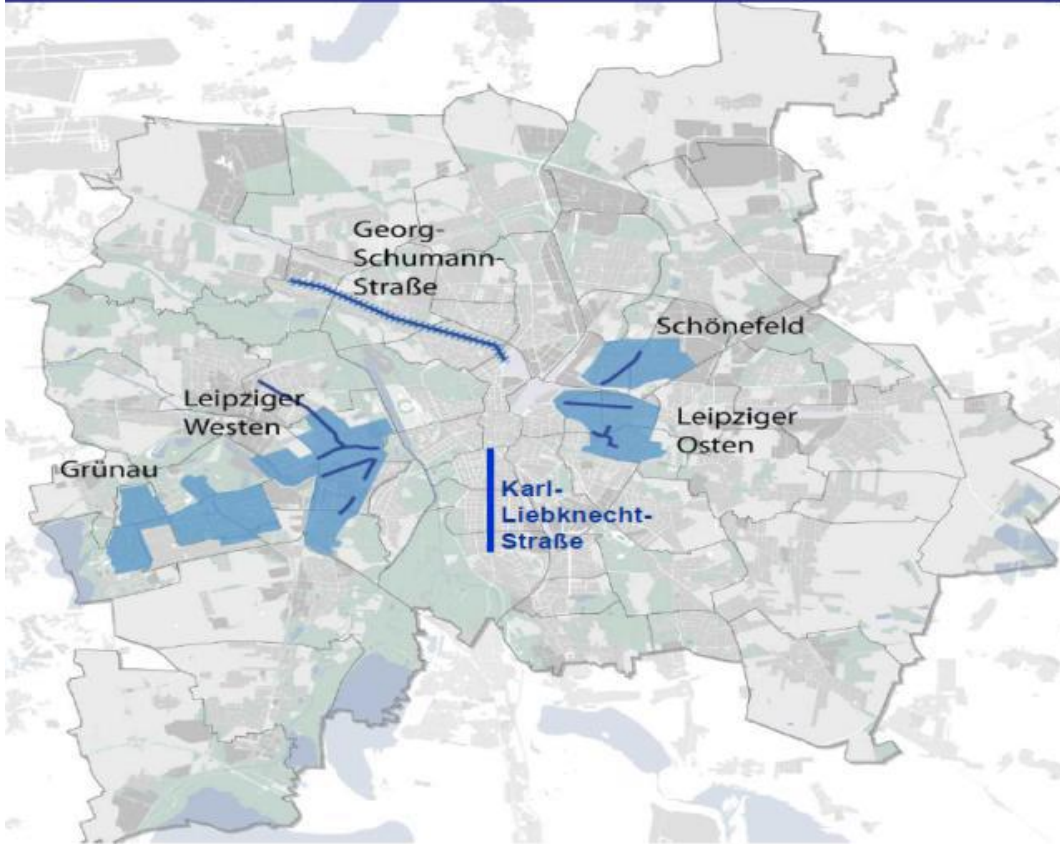 Georg-
Schumann-
Straße
Schönefeld
Leipziger
Westen
Leipziger
Osten
Grünau
Karl-
Liebknecht-
Straße